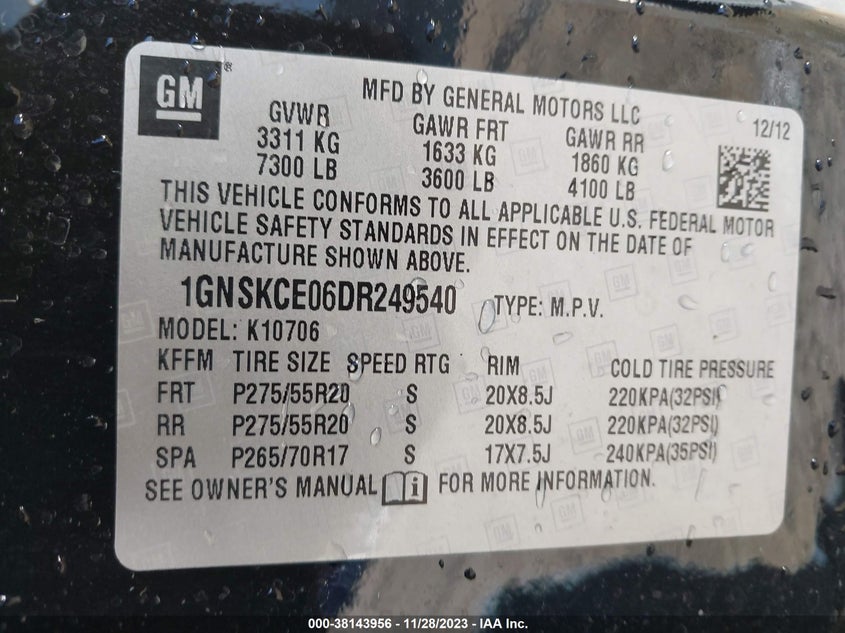 GM®
MFD BY GENERAL MOTORS LLC
GVWR GAWR FRT GAWR RR 12/12
3311 KG 1633 KG 1860 KG
7300 LB 3600 LB 4100 LB
THIS VEHICLE CONFORMS TO ALL APPLICABLE U.S. FEDERAL MOTOR
VEHICLE SAFETY STANDARDS IN EFFECT ON THE DATE OF
MANUFACTURE SHOWN ABOVE.
1GNSKCE06DR249540 TYPE: M.P.V.
MODEL: K10706
KFFM TIRE SIZE SPEED RTG RIM COLD TIRE PRESSURE
FRT P275/55R20 S 20X8.5J 220KPA(32PSI)
RR P275/55R20 S 20X8.5J 220KPA(32PSI)
SPA P265/70R17 S 17X7.5J 240KPA(35PSI)
SEE OWNER'S MANUAL i FOR MORE INFORMATION.
000-38143956 - 11/28/2023 - IAA Inc.